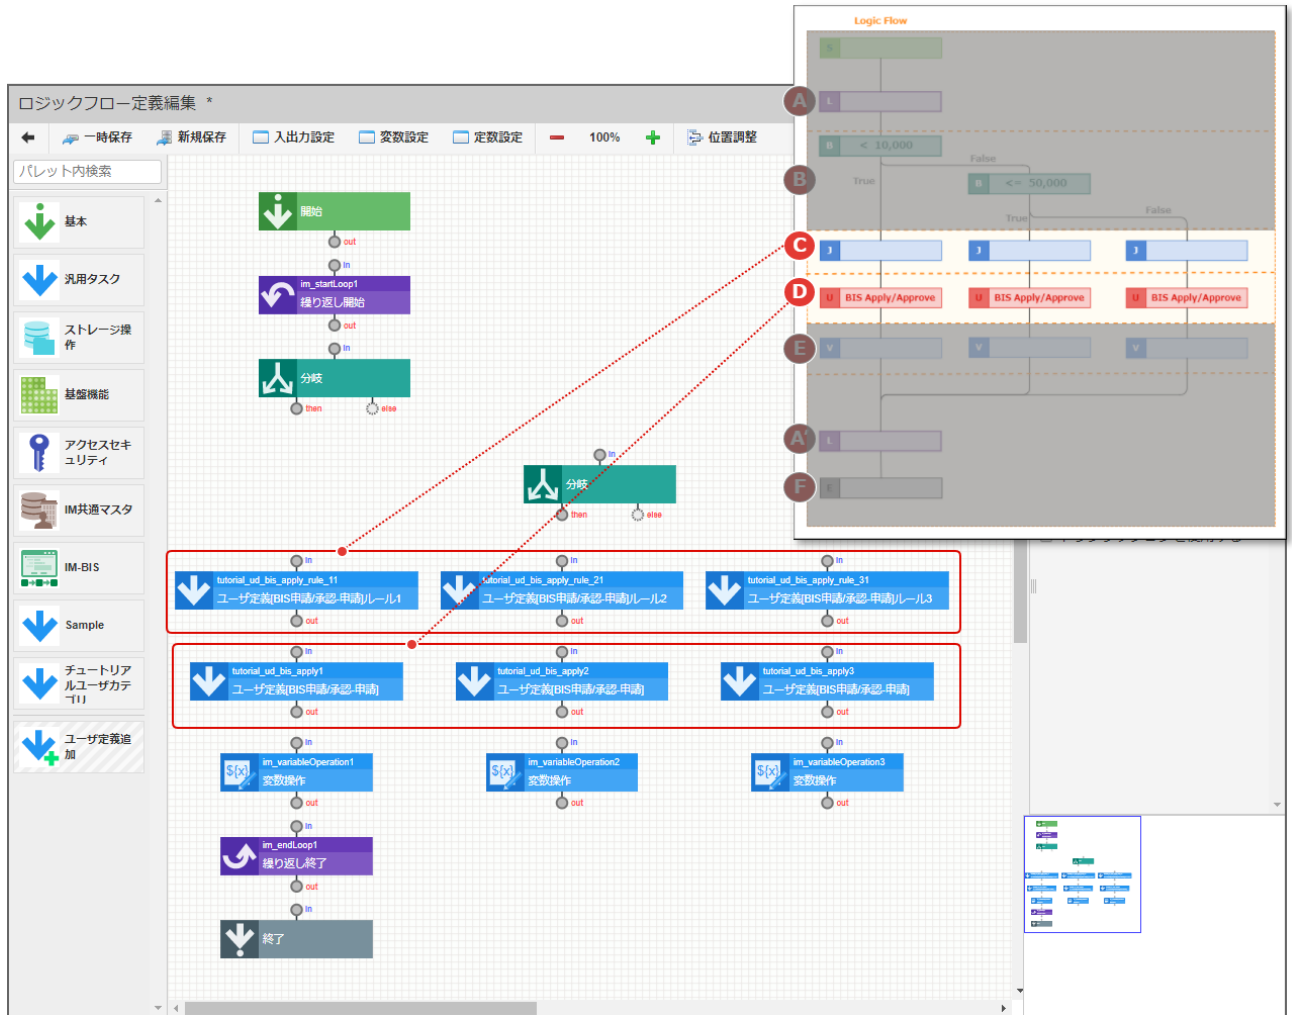 Logic Flow
S
A
L
B < 10,000
False
B
True
B <= 50,000
True
False
C
J
J
J
D
U BIS Apply/Approve
U BIS Apply/Approve
U BIS Apply/Approve
E
V
V
V
A'
L
F
E
ロジックフロー定義編集 *
一時保存
新規保存
入出力設定
変数設定
定数設定
100%
位置調整
パレット内検索
基本
汎用タスク
ストレージ操
作
基盤機能
アクセスセキ
ュリティ
IM共通マスタ
IM-BIS
Sample
チュートリア
ルユーザカテ
ゴリ
ユーザ定義追
加
開始
out
in
im_startLoop1
繰り返し開始
out
in
分岐
then
else
in
分岐
then
else
in
in
in
tutorial_ud_bis_apply_rule_11
ユーザ定義[BIS申請/承認-申請]ルール1
tutorial_ud_bis_apply_rule_21
ユーザ定義[BIS申請/承認-申請]ルール2
tutorial_ud_bis_apply_rule_31
ユーザ定義[BIS申請/承認-申請]ルール3
out
out
out
in
in
in
tutorial_ud_bis_apply1
ユーザ定義[BIS申請/承認-申請]
tutorial_ud_bis_apply2
ユーザ定義[BIS申請/承認-申請]
tutorial_ud_bis_apply3
ユーザ定義[BIS申請/承認-申請]
out
out
out
in
in
in
${x}
im_variableOperation1
変数操作
${x}
im_variableOperation2
変数操作
${x}
im_variableOperation3
変数操作
out
out
out
in
im_endLoop1
繰り返し終了
out
in
終了